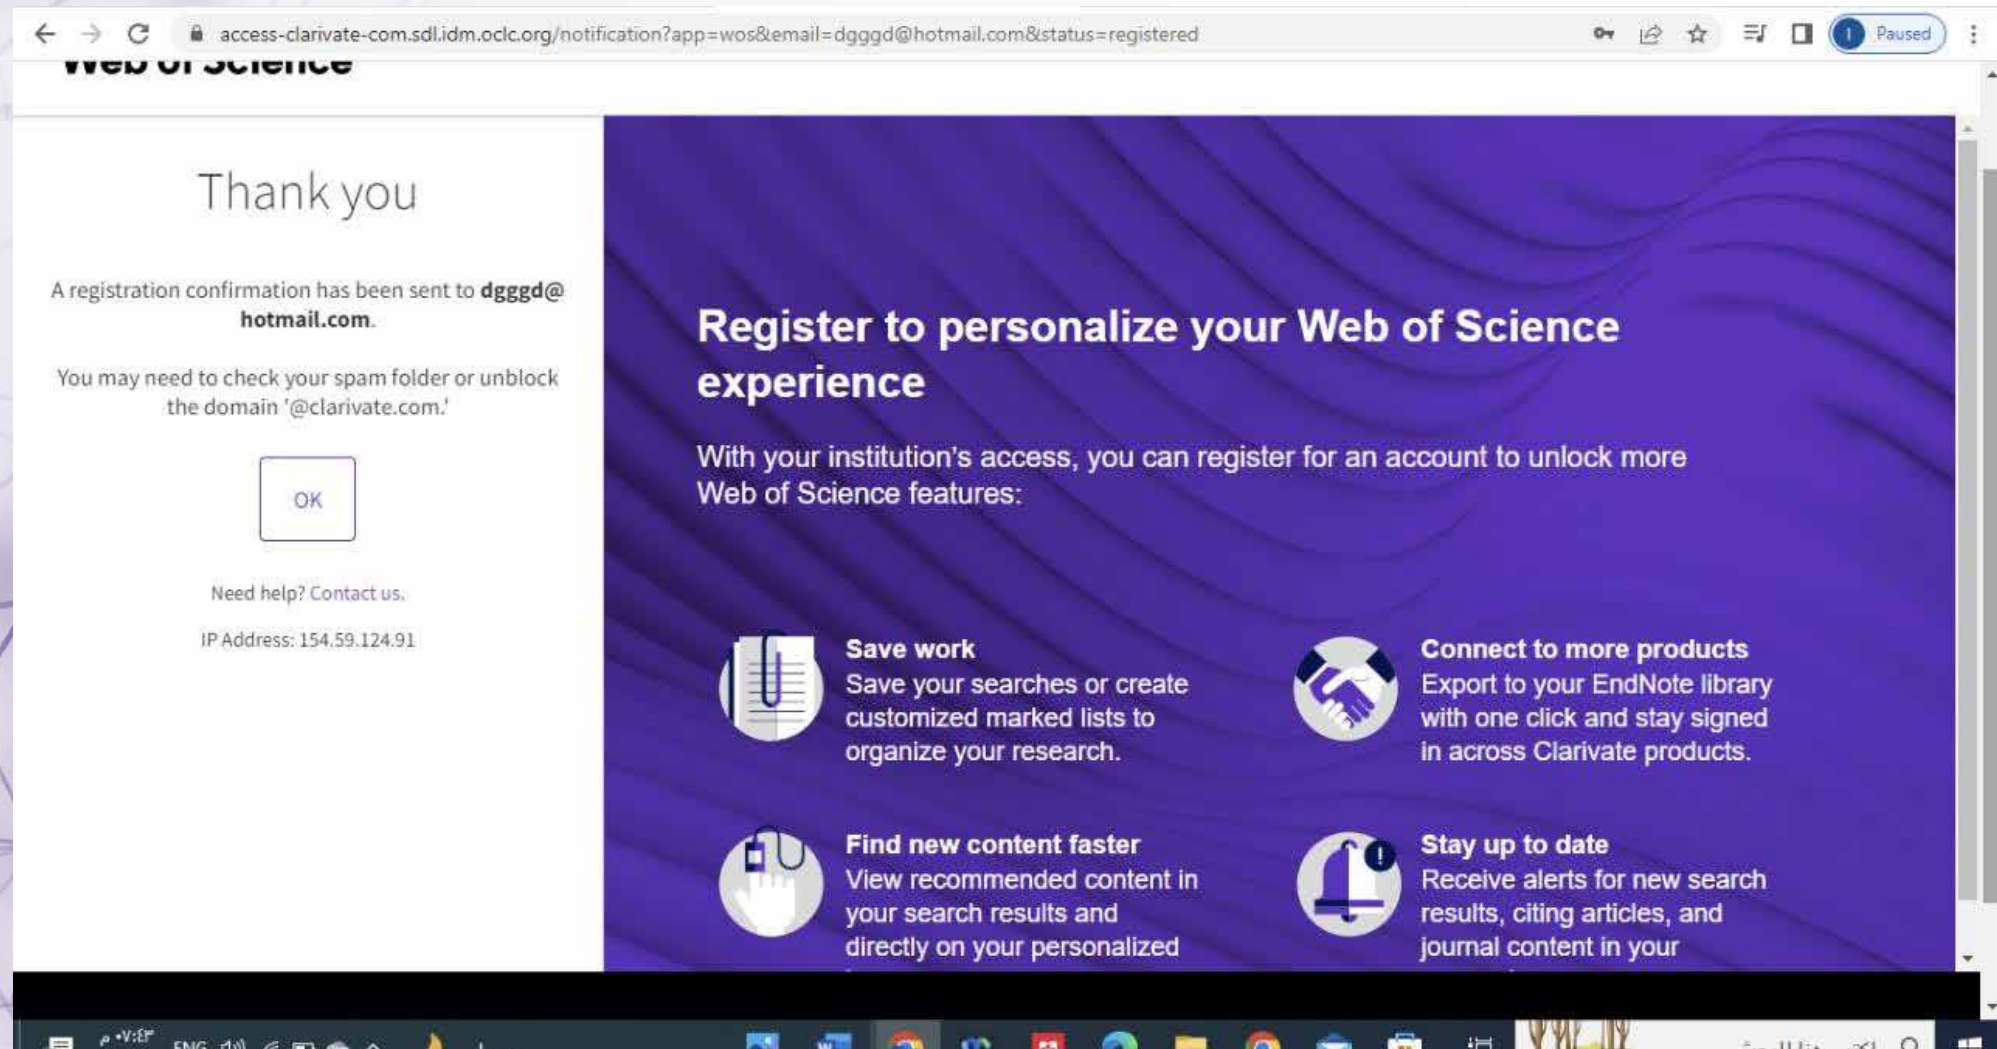 access-clarivate-com.sdl.idm.oclc.org/notification?app=wos&email=dgggd@hotmail.com&status=registered
Paused
Web of Science
Thank you
A registration confirmation has been sent to dgggd@
hotmail.com.
You may need to check your spam folder or unblock
the domain '@clarivate.com.'
OK
Need help? Contact us.
IP Address: 154.59.124.91
Register to personalize your Web of Science
experience
With your institution's access, you can register for an account to unlock more
Web of Science features:
Save work
Save your searches or create
customized marked lists to
organize your research.
Connect to more products
Export to your EndNote library
with one click and stay signed
in across Clarivate products.
Find new content faster
View recommended content in
your search results and
directly on your personalized
Stay up to date
Receive alerts for new search
results, citing articles, and
journal content in your
٠٧:٤٣ م
ENG